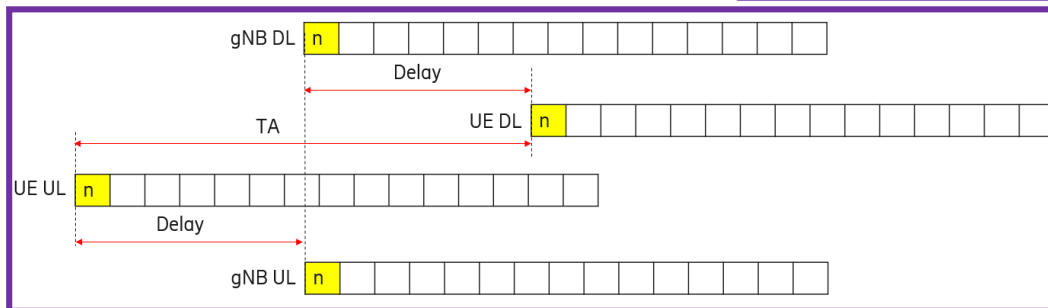 gNB DL n
Delay
TA
UE DL n
UE UL n
Delay
gNB UL n